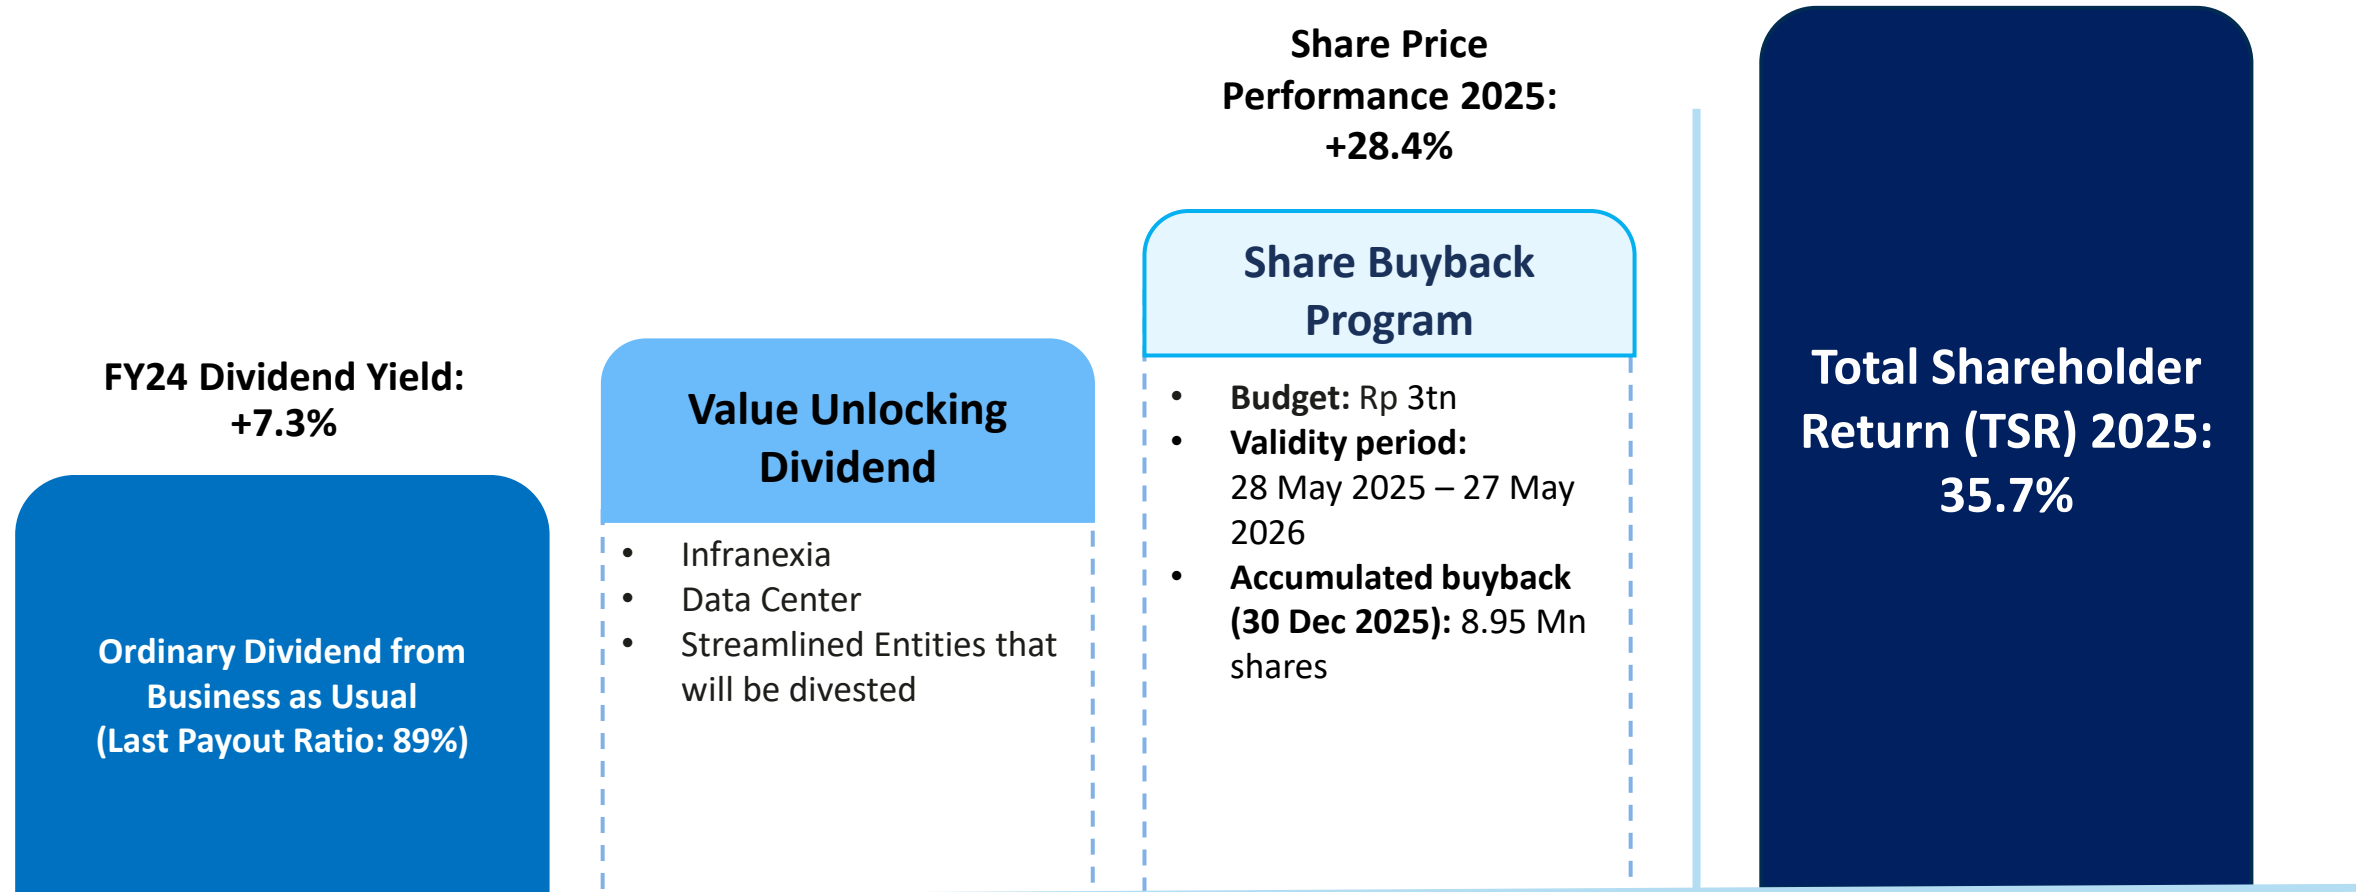 FY24 Dividend Yield:
+7.3%
Ordinary Dividend from
Business as Usual
(Last Payout Ratio: 89%)
Value Unlocking
Dividend
• Infranexia
• Data Center
• Streamlined Entities that
will be divested
Share Price
Performance 2025:
+28.4%
Share Buyback
Program
• Budget: Rp 3tn
• Validity period:
28 May 2025 – 27 May
2026
• Accumulated buyback
(30 Dec 2025): 8.95 Mn
shares
Total Shareholder
Return (TSR) 2025:
35.7%